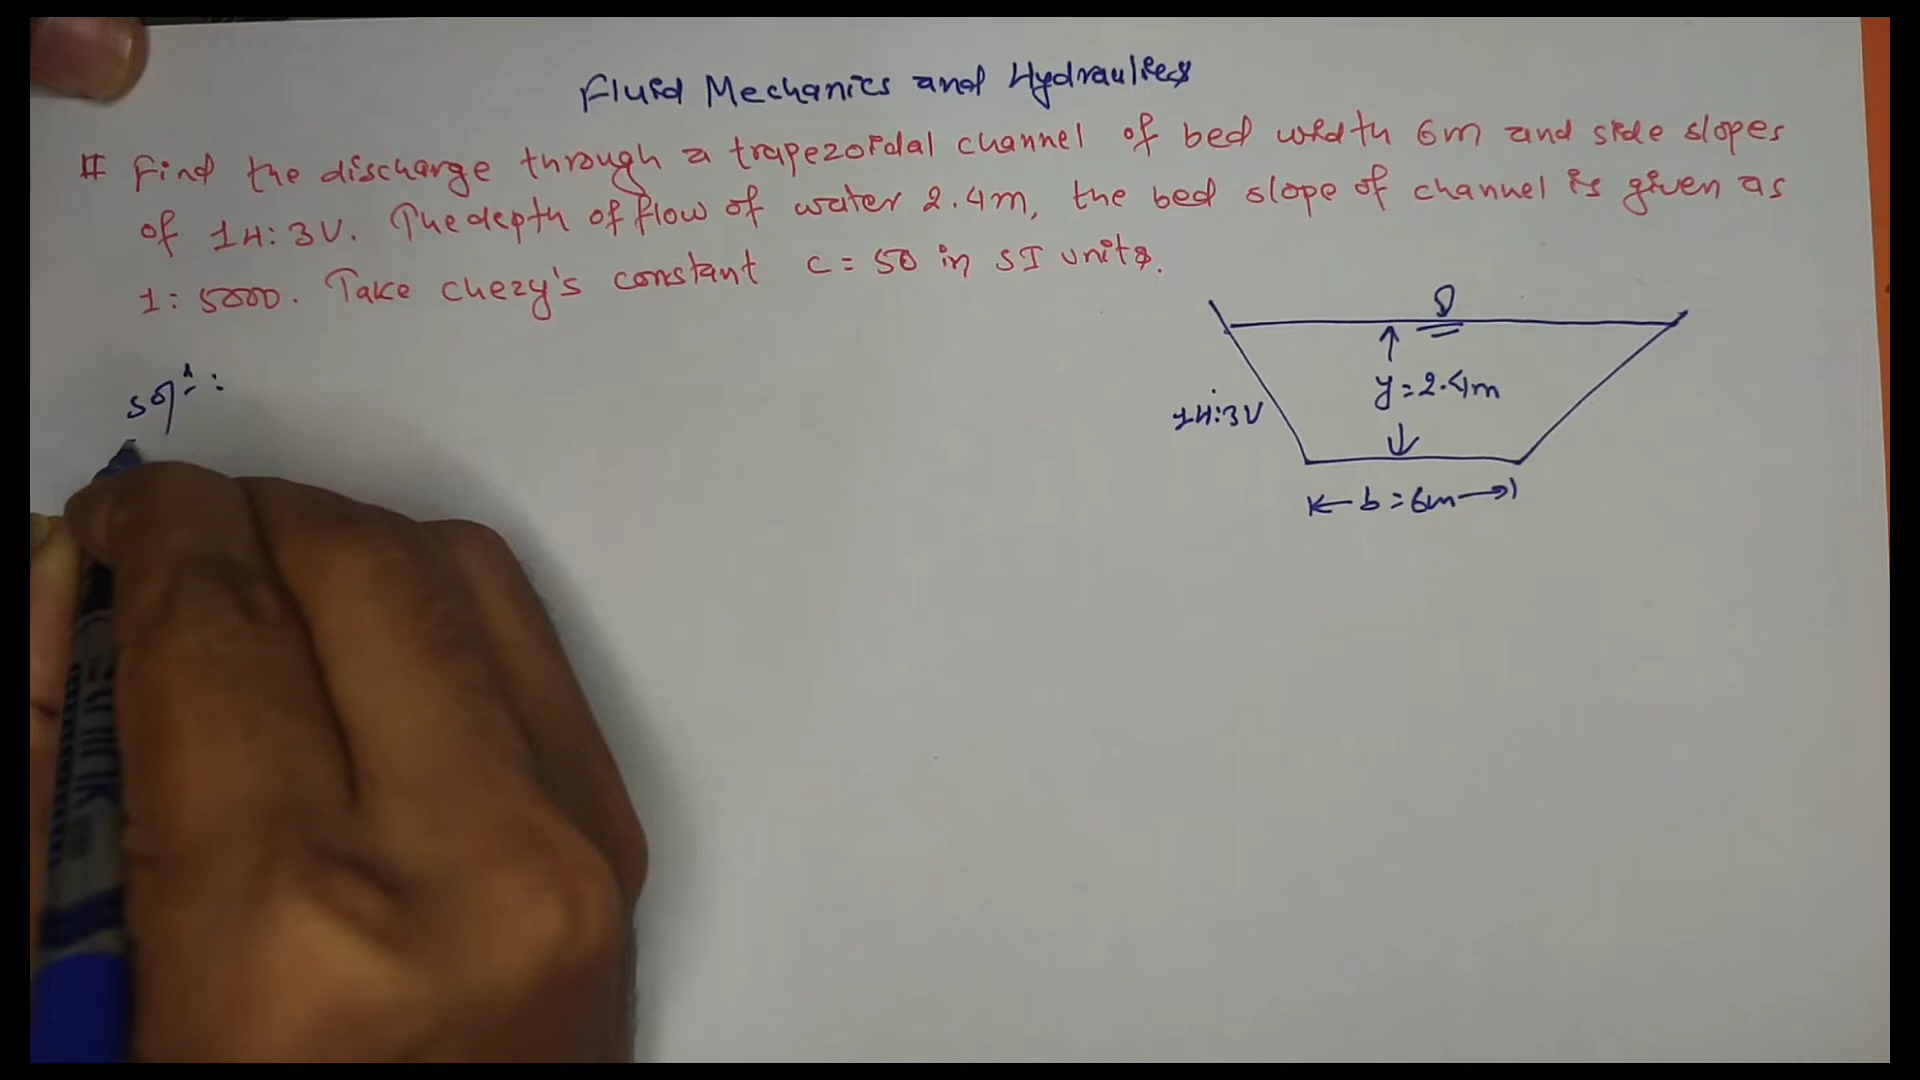 Fluid Mechanics and Hydraulics
# Find the discharge through a trapezoidal channel of bed width 6m and side slopes
of 1H:3V. The depth of flow of water 2.4m, the bed slope of channel is given as
1:5000. Take chezy's constant c=50 in SI units.
solⁿ:
y=2.4m
1H:3V
b=6m